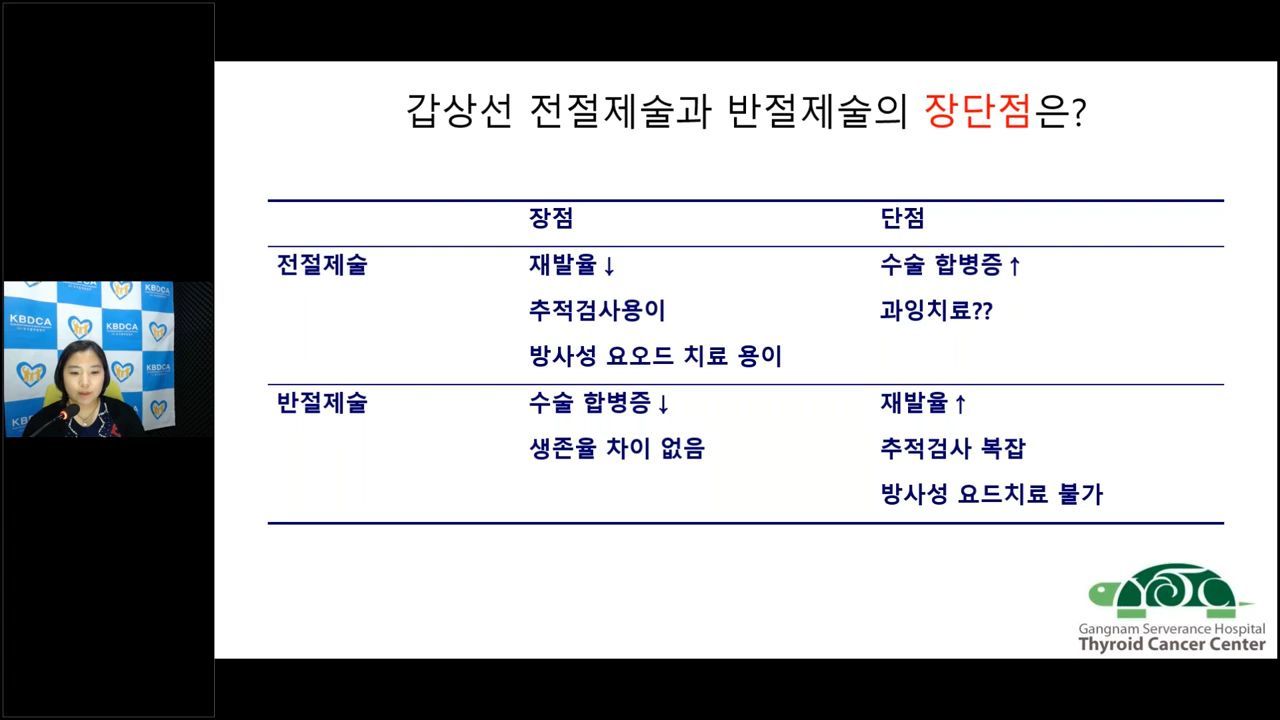 갑상선 전절제술과 반절제술의 장단점은?
장점 단점
전절제술 재발율↓ 수술 합병증↑
추적검사용이 과잉치료??
방사성 요오드 치료 용이
반절제술 수술 합병증↓ 재발율↑
생존율 차이 없음 추적검사 복잡
방사성 요드치료 불가
KBDCA
KBDCA
KBDCA
KBDCA
YTC
Gangnam Serverance Hospital
Thyroid Cancer Center